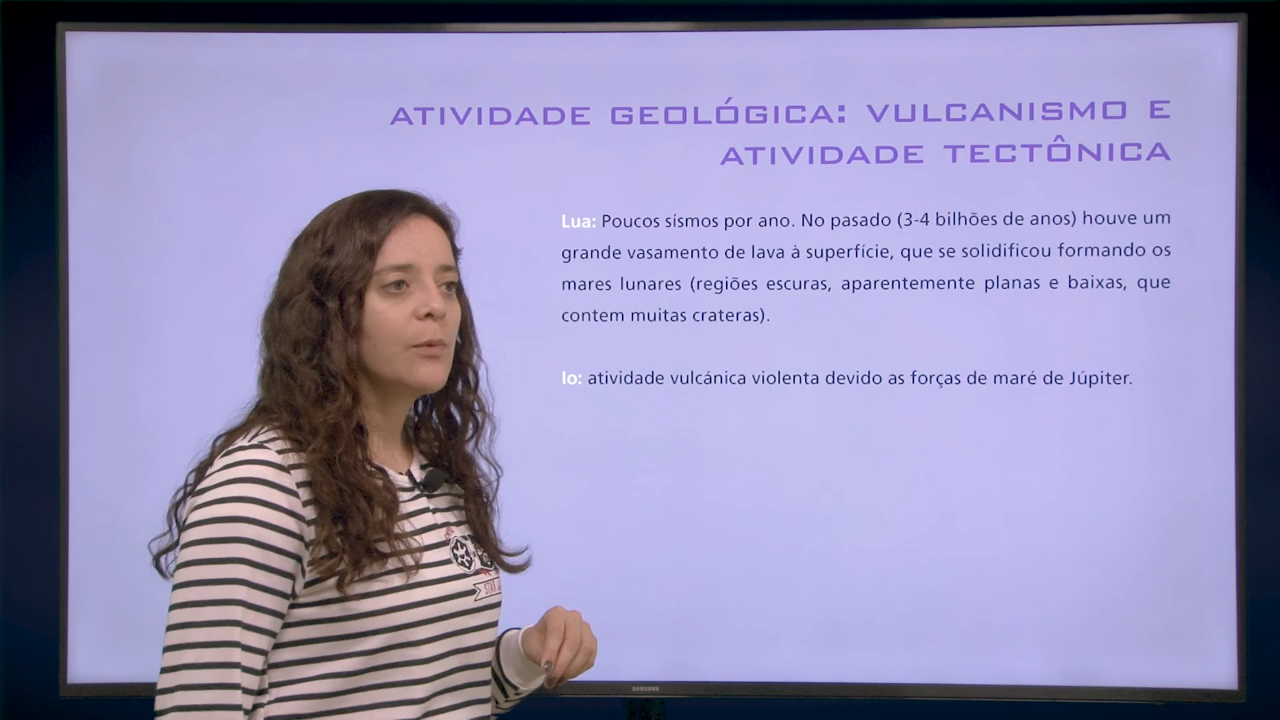 ATIVIDADE GEOLÓGICA: VULCANISMO E
ATIVIDADE TECTÔNICA
Lua: Poucos sísmos por ano. No pasado (3-4 bilhões de anos) houve um
grande vasamento de lava à superfície, que se solidificou formando os
mares lunares (regiões escuras, aparentemente planas e baixas, que
contem muitas crateras).
Io: atividade vulcánica violenta devido as forças de maré de Júpiter.
STAR
SAMSUNG